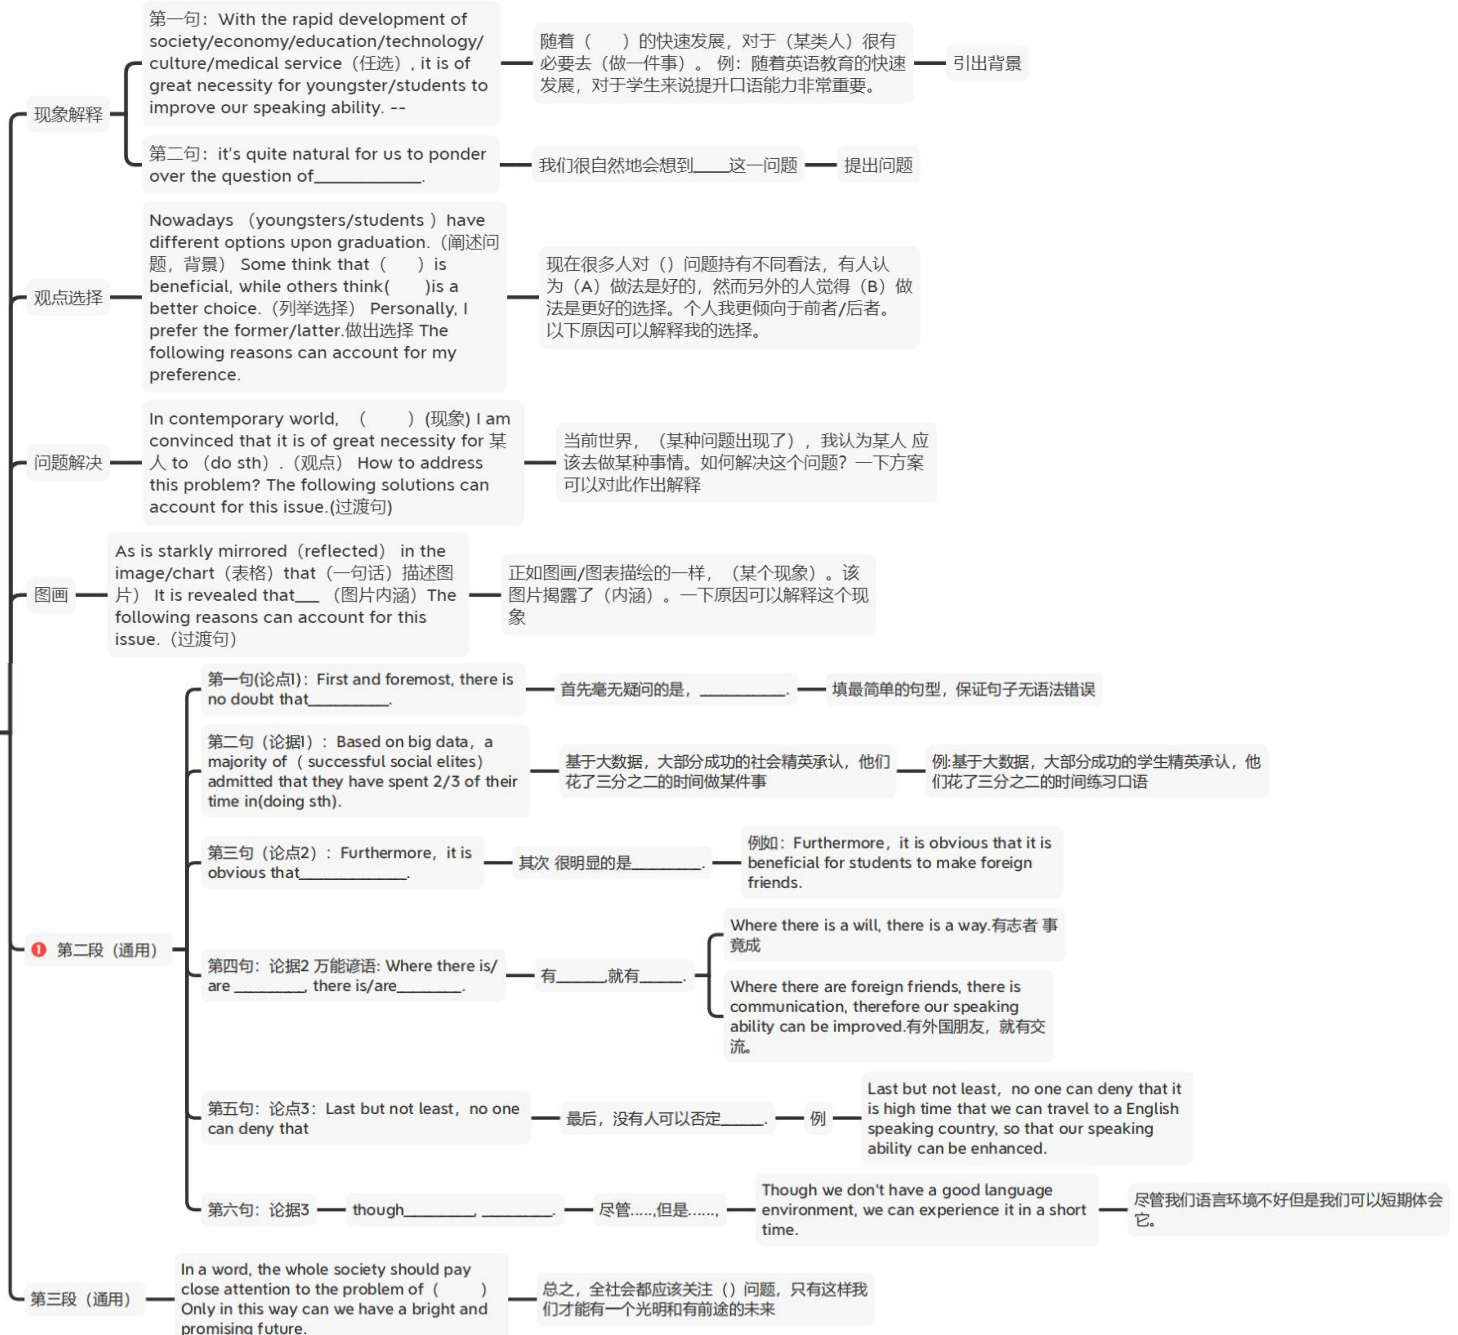 现象解释
第一句：With the rapid development of
society/economy/education/technology/
culture/medical service（任选）, it is of
great necessity for youngster/students to
improve our speaking ability. --
随着（      ）的快速发展，对于（某类人）很有
必要去（做一件事）。 例：随着英语教育的快速
发展，对于学生来说提升口语能力非常重要。
引出背景
第二句：it's quite natural for us to ponder
over the question of____________.
我们很自然地会想到____这一问题
提出问题
观点选择
Nowadays （youngsters/students ）have
different options upon graduation.（阐述问
题，背景） Some think that（      ）is
beneficial, while others think(      )is a
better choice.（列举选择） Personally, I
prefer the former/latter.做出选择 The
following reasons can account for my
preference.
现在很多人对（）问题持有不同看法，有人认
为（A）做法是好的，然而另外的人觉得（B）做
法是更好的选择。个人我更倾向于前者/后者。
以下原因可以解释我的选择。
问题解决
In contemporary world, （        ）(现象) I am
convinced that it is of great necessity for 某
人 to （do sth）.（观点） How to address
this problem? The following solutions can
account for this issue.(过渡句)
当前世界，（某种问题出现了），我认为某人 应
该去做某种事情。如何解决这个问题？一下方案
可以对此作出解释
图画
As is starkly mirrored（reflected） in the
image/chart（表格）that（一句话）描述图
片） It is revealed that___ （图片内涵）The
following reasons can account for this
issue.（过渡句）
正如图画/图表描绘的一样，（某个现象）。该
图片揭露了（内涵）。一下原因可以解释这个现
象
❶ 第二段（通用）
第一句(论点1)：First and foremost, there is
no doubt that__________.
首先毫无疑问的是，___________.
填最简单的句型，保证句子无语法错误
第二句（论据1）：Based on big data，a
majority of（ successful social elites）
admitted that they have spent 2/3 of their
time in(doing sth).
基于大数据，大部分成功的社会精英承认，他们
花了三分之二的时间做某件事
例:基于大数据，大部分成功的学生精英承认，他
们花了三分之二的时间练习口语
第三句（论点2）：Furthermore，it is
obvious that_____________.
其次 很明显的是_________.
例如：Furthermore，it is obvious that it is
beneficial for students to make foreign
friends.
第四句：论据2 万能谚语: Where there is/
are _________, there is/are________.
有______,就有_____.
Where there is a will, there is a way.有志者 事
竟成
Where there are foreign friends, there is
communication, therefore our speaking
ability can be improved.有外国朋友，就有交
流。
第五句：论点3：Last but not least，no one
can deny that
最后，没有人可以否定_____.
例
Last but not least，no one can deny that it
is high time that we can travel to a English
speaking country, so that our speaking
ability can be enhanced.
第六句：论据3
though_________, _________.
尽管.....,但是......,
Though we don't have a good language
environment, we can experience it in a short
time.
尽管我们语言环境不好但是我们可以短期体会
它。
第三段（通用）
In a word, the whole society should pay
close attention to the problem of（        ）
Only in this way can we have a bright and
promising future.
总之，全社会都应该关注（）问题，只有这样我
们才能有一个光明和有前途的未来